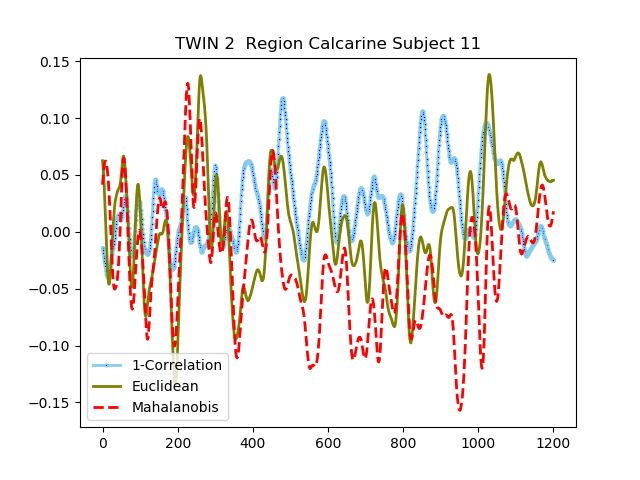 TWIN 2  Region Calcarine Subject 11
0.15
0.10
0.05
0.00
−0.05
−0.10
−0.15
1-Correlation
Euclidean
Mahalanobis
0 200 400 600 800 1000 1200